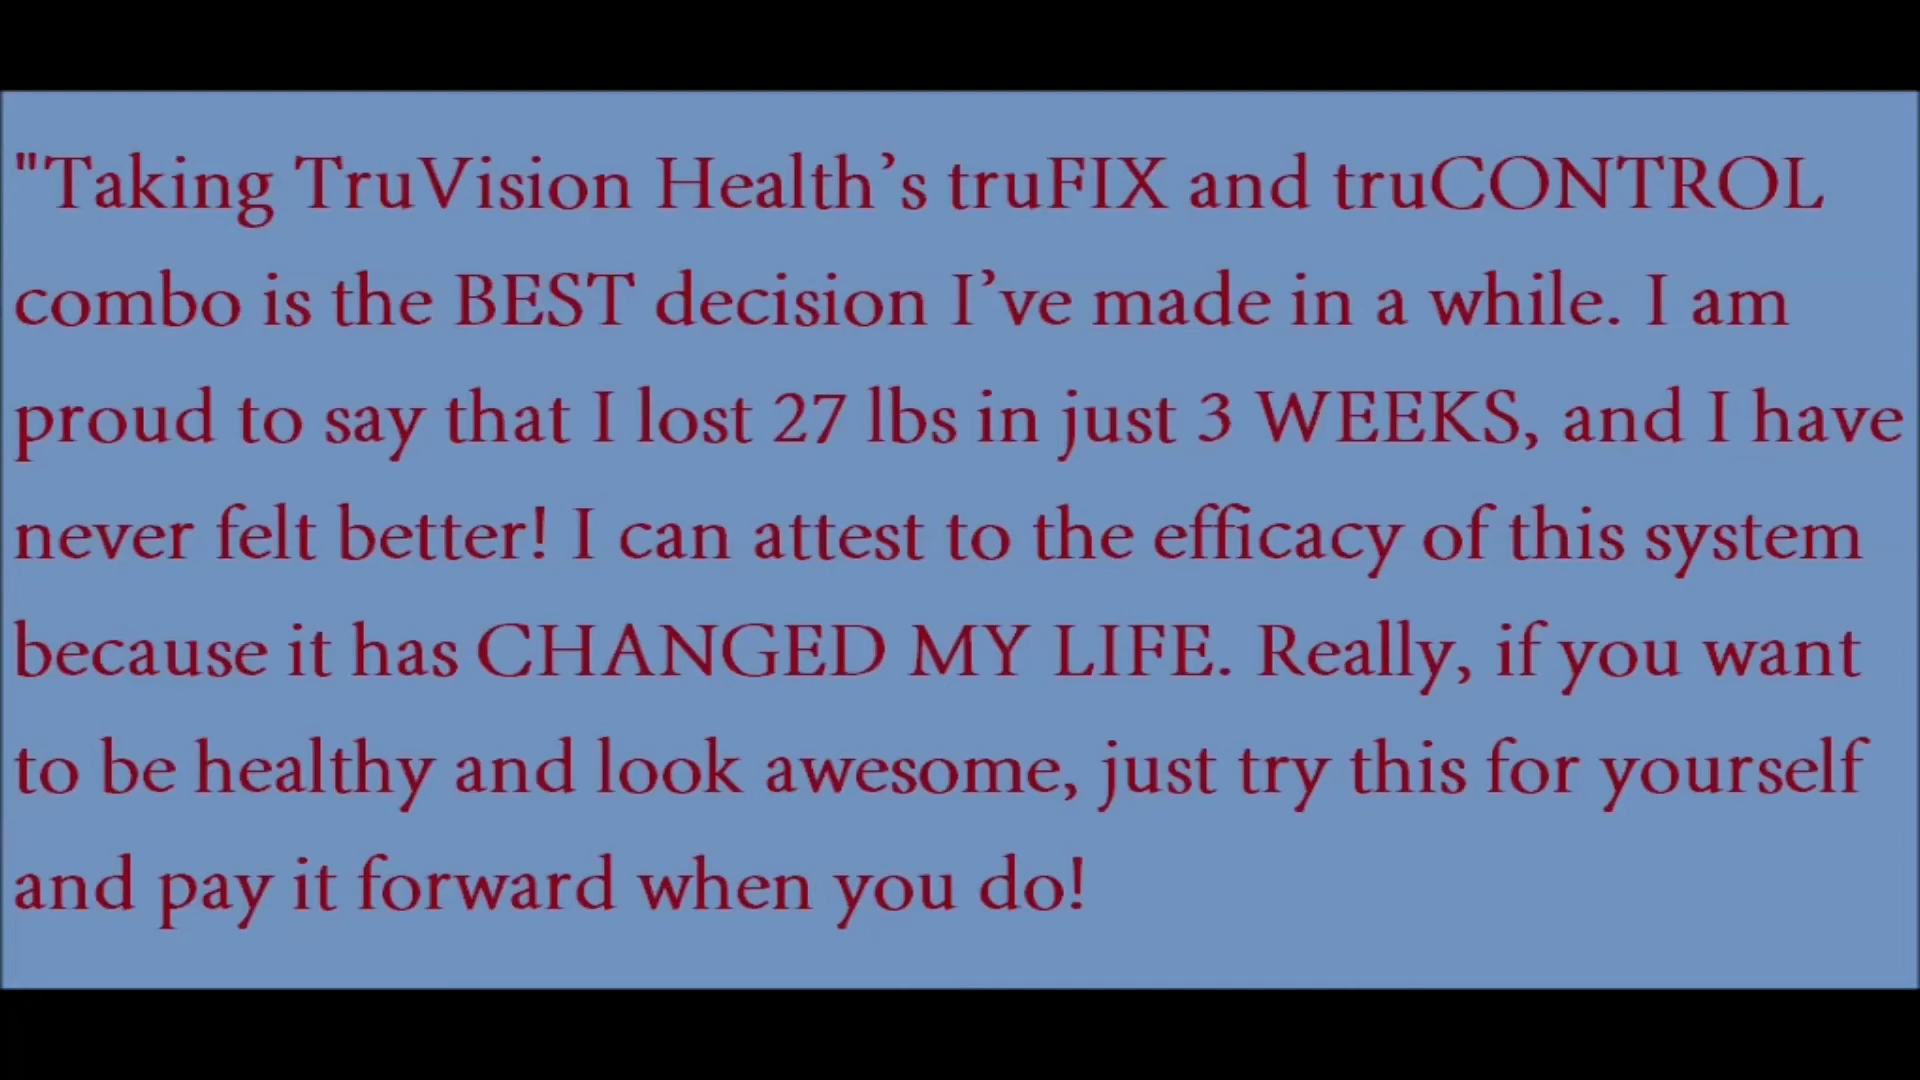 "Taking TruVision Health’s truFIX and truCONTROL
combo is the BEST decision I’ve made in a while. I am
proud to say that I lost 27 lbs in just 3 WEEKS, and I have
never felt better! I can attest to the efficacy of this system
because it has CHANGED MY LIFE. Really, if you want
to be healthy and look awesome, just try this for yourself
and pay it forward when you do!